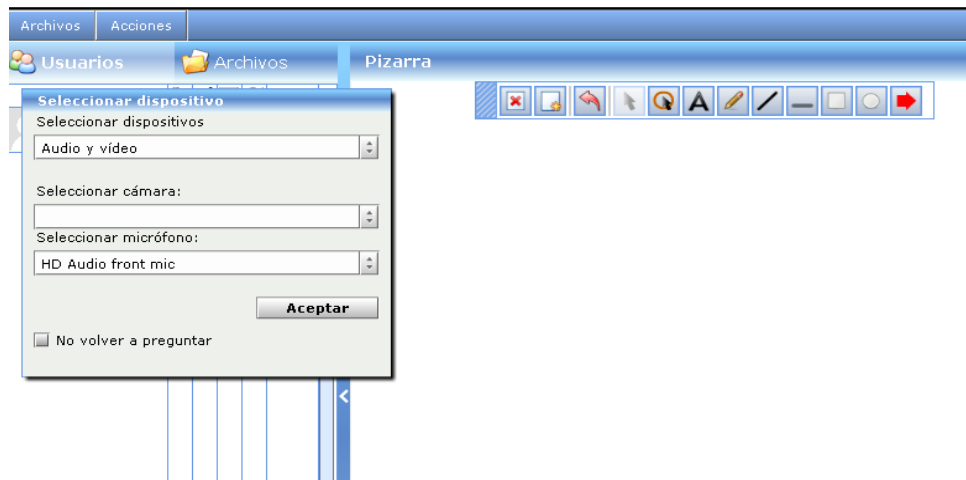 Archivos Acciones
Usuarios Archivos Pizarra
Seleccionar dispositivo
Seleccionar dispositivos
Audio y vídeo
Seleccionar cámara:
Seleccionar micrófono:
HD Audio front mic
Aceptar
No volver a preguntar